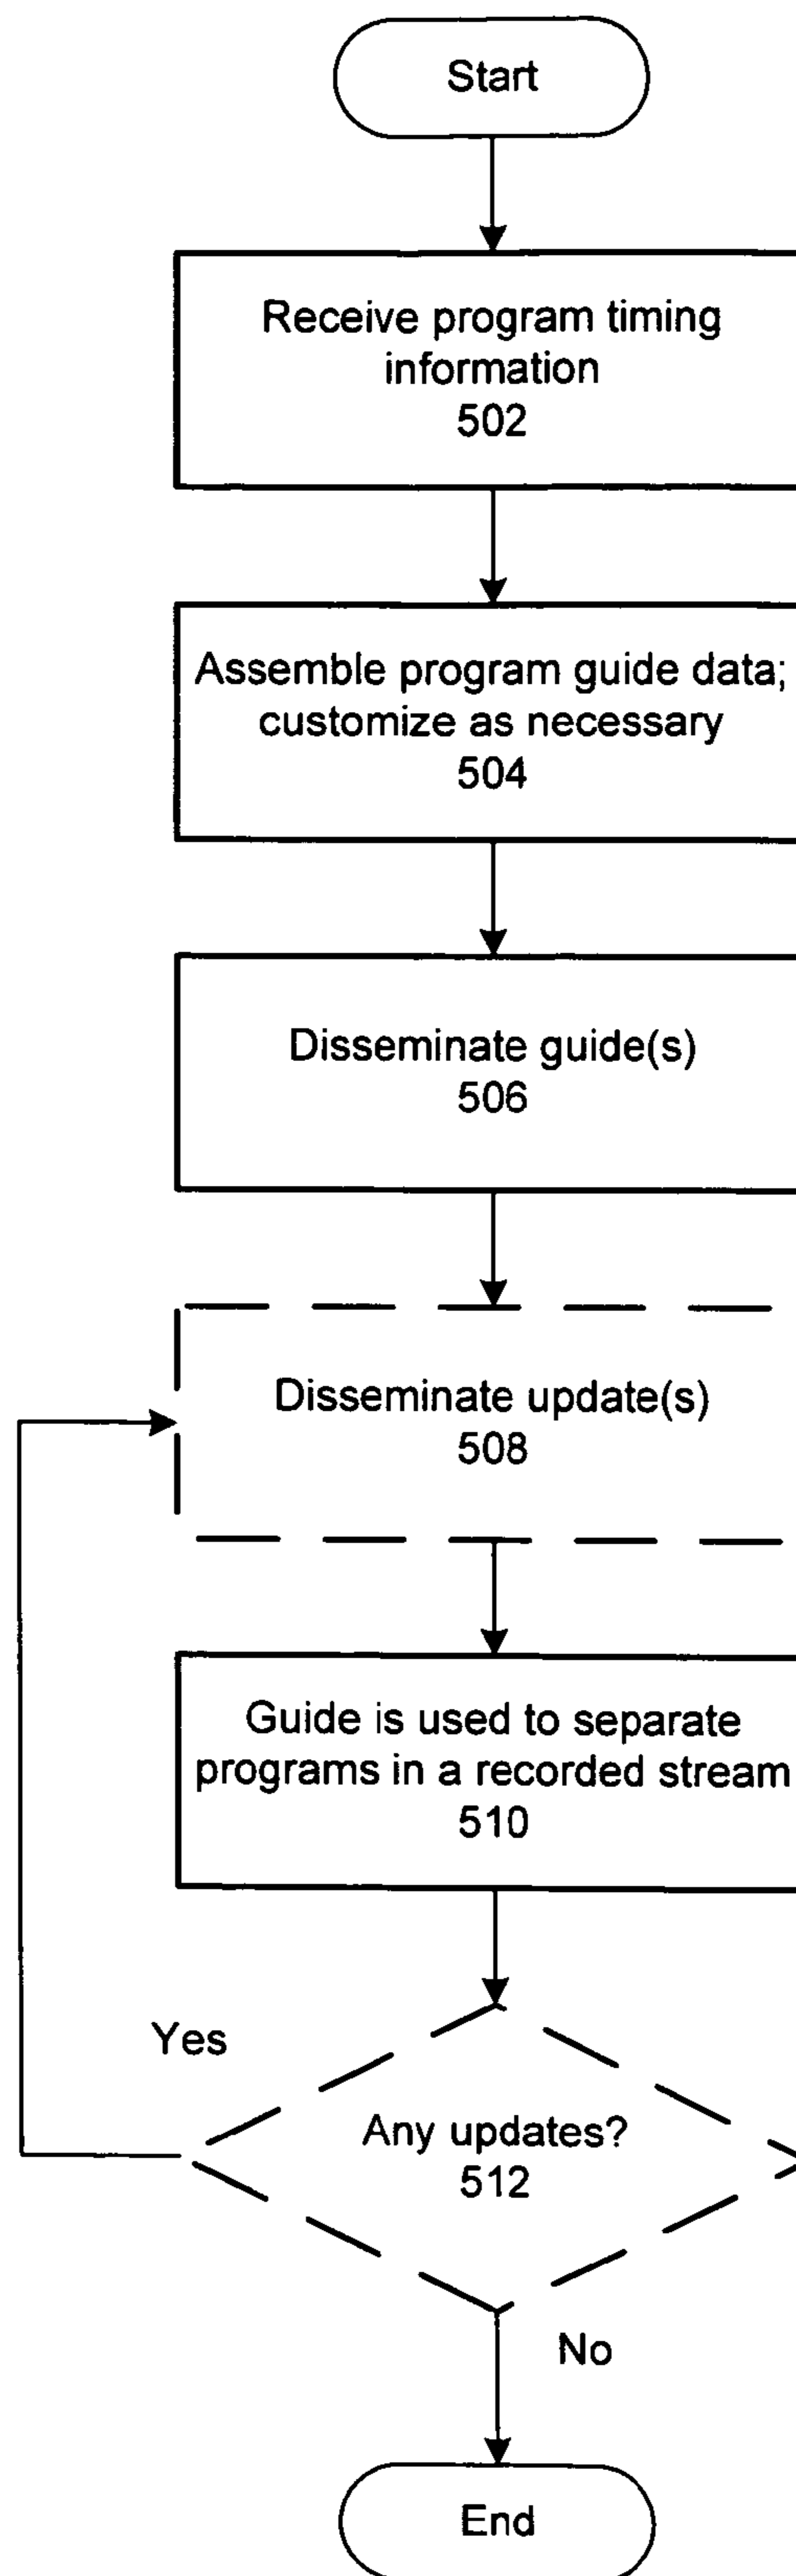 Start
Receive program timing
information
502
Assemble program guide data;
customize as necessary
504
Disseminate guide(s)
506
Disseminate update(s)
508
Guide is used to separate
programs in a recorded stream
510
Yes
Any updates?
512
No
End